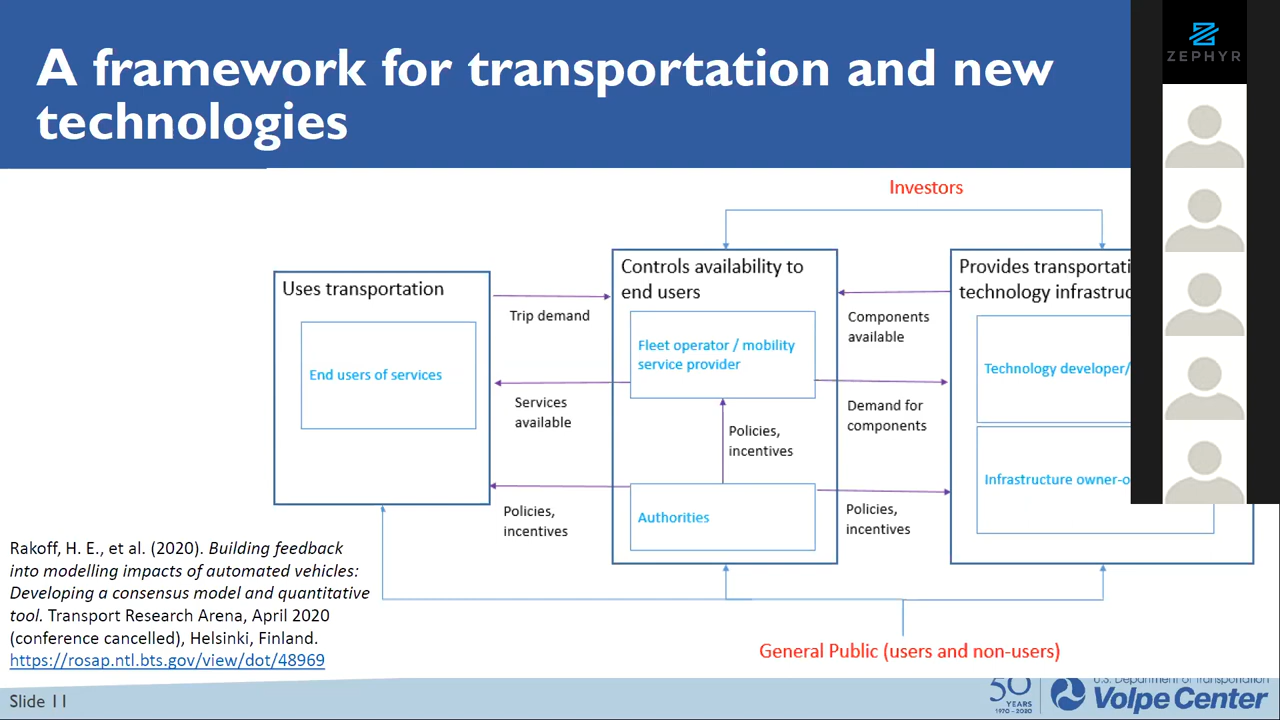 A framework for transportation and new
technologies
ZEPHYR
Investors
Uses transportation
End users of services
Trip demand
Services
available
Policies,
incentives
Controls availability to
end users
Fleet operator / mobility
service provider
Policies,
incentives
Authorities
Components
available
Demand for
components
Policies,
incentives
Provides
technology
Technology developer/
Infrastructure
General Public (users and non-users)
Rakoff, H. E., et al. (2020). Building feedback
into modelling impacts of automated vehicles:
Developing a consensus model and quantitative
tool. Transport Research Arena, April 2020
(conference cancelled), Helsinki, Finland.
https://rosap.ntl.bts.gov/view/dot/48969
Slide 11
50
YEARS
1970 - 2020
U.S. Department of Transportation
Volpe Center